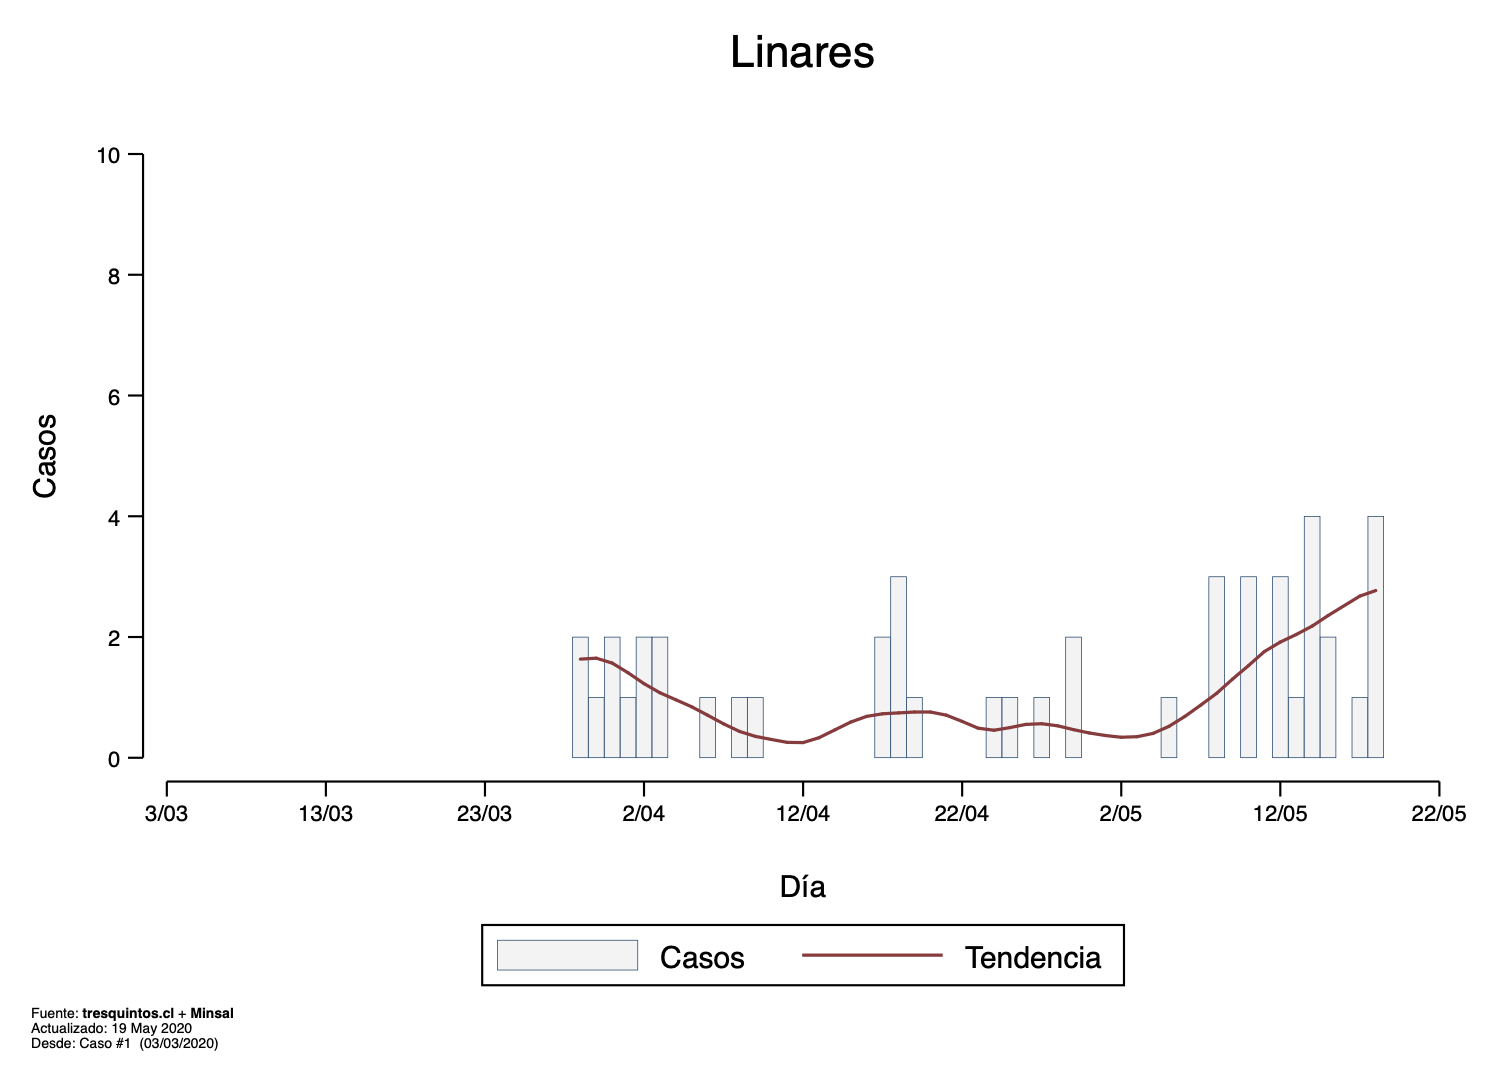 Linares
10
8
6
4
2
0
Casos
3/03 13/03 23/03 2/04 12/04 22/04 2/05 12/05 22/05
Día
Casos Tendencia
Fuente: tresquintos.cl + Minsal
Actualizado: 19 May 2020
Desde: Caso #1 (03/03/2020)